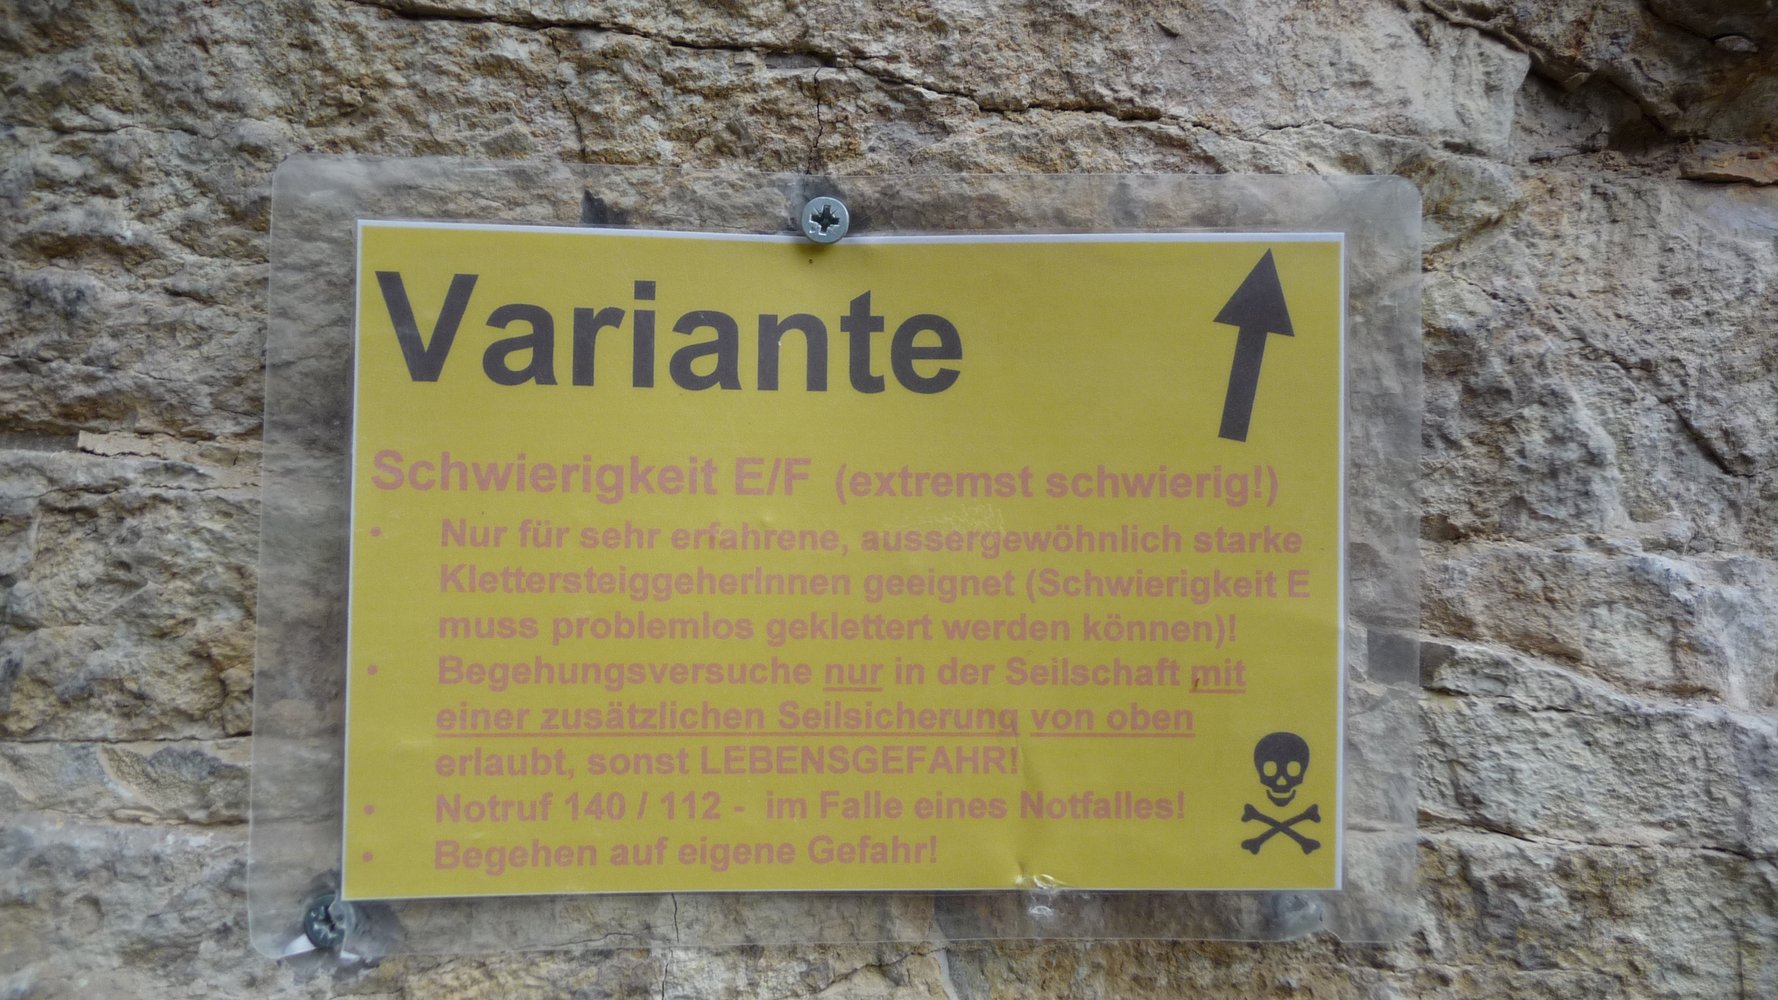 Variante
Schwierigkeit E/F (extremst schwierig!)
• Nur für sehr erfahrene, aussergewöhnlich starke
KlettersteiggeherInnen geeignet (Schwierigkeit E
muss problemlos geklettert werden können)!
• Begehungsversuche nur in der Seilschaft mit
einer zusätzlichen Seilsicherung von oben
erlaubt, sonst LEBENSGEFAHR!
• Notruf 140 / 112 - im Falle eines Notfalles!
• Begehen auf eigene Gefahr!